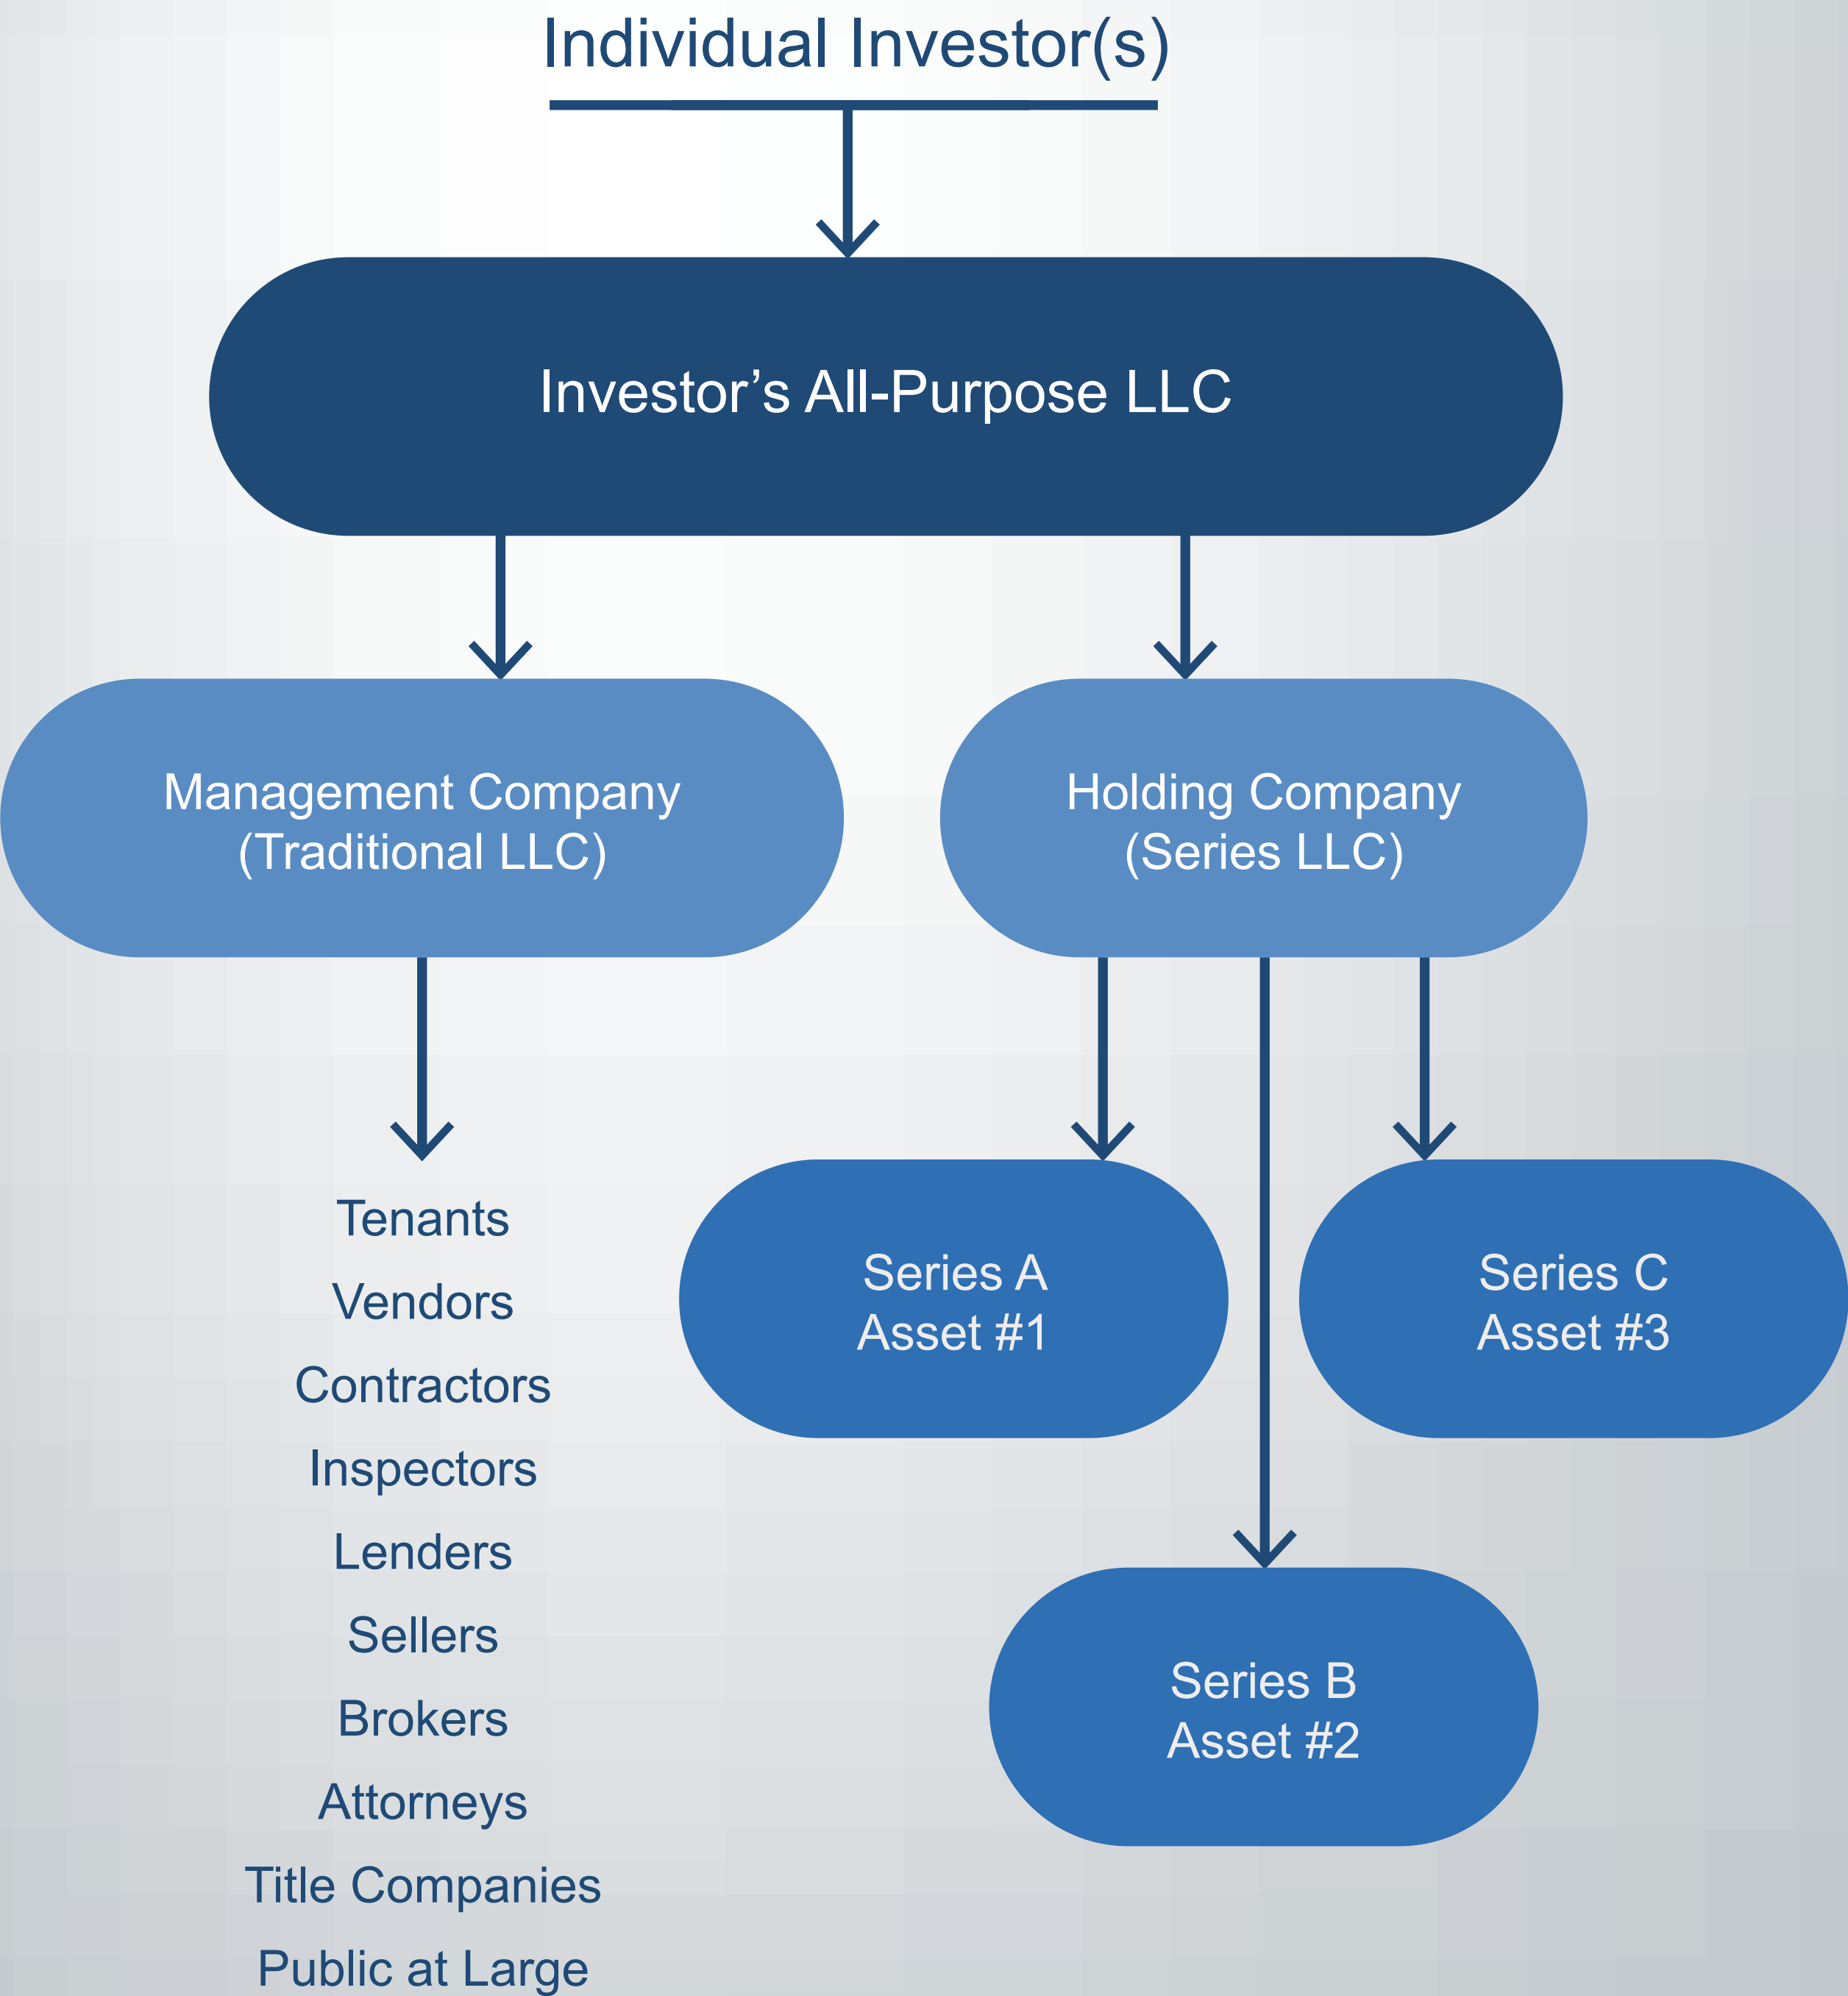 Individual Investor(s)
Investor’s All-Purpose LLC
Management Company
(Traditional LLC)
Holding Company
(Series LLC)
Tenants
Vendors
Contractors
Inspectors
Lenders
Sellers
Brokers
Attorneys
Title Companies
Public at Large
Series A
Asset #1
Series C
Asset #3
Series B
Asset #2